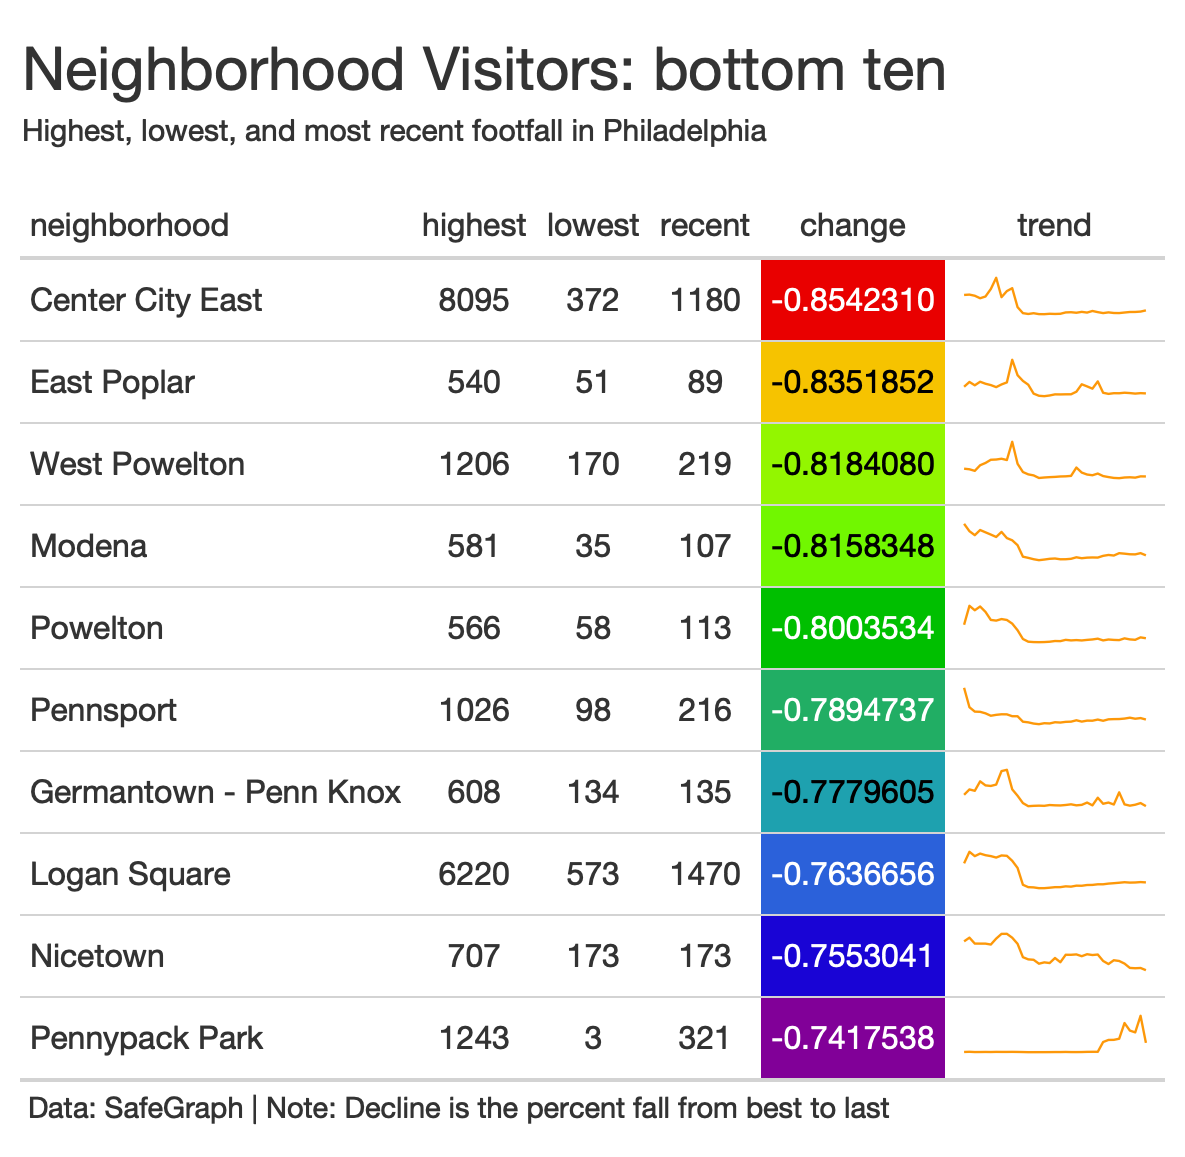 Neighborhood Visitors: bottom ten
Highest, lowest, and most recent footfall in Philadelphia
neighborhood highest lowest recent change trend
Center City East 8095 372 1180 -0.8542310
East Poplar 540 51 89 -0.8351852
West Powelton 1206 170 219 -0.8184080
Modena 581 35 107 -0.8158348
Powelton 566 58 113 -0.8003534
Pennsport 1026 98 216 -0.7894737
Germantown - Penn Knox 608 134 135 -0.7779605
Logan Square 6220 573 1470 -0.7636656
Nicetown 707 173 173 -0.7553041
Pennypack Park 1243 3 321 -0.7417538
Data: SafeGraph | Note: Decline is the percent fall from best to last